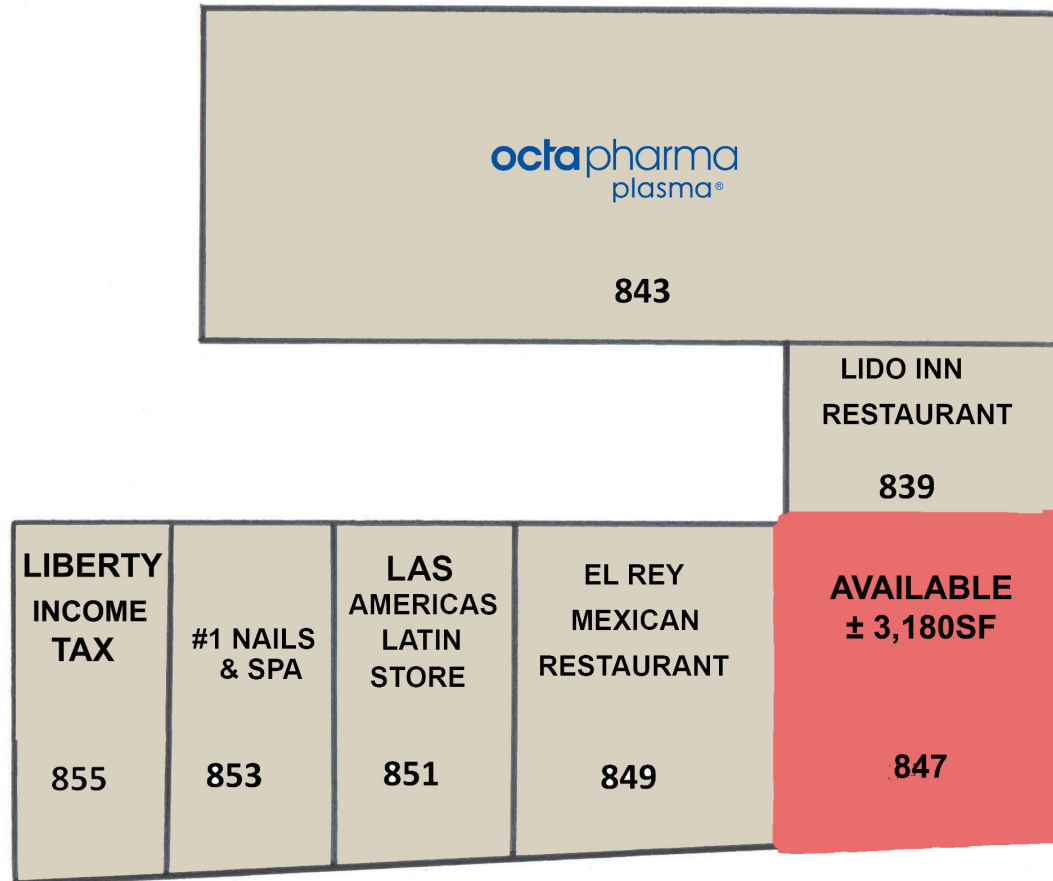 octapharma
plasma®
843
LIDO INN
RESTAURANT
839
LIBERTY
INCOME
TAX
855
#1 NAILS
& SPA
853
LAS
AMERICAS
LATIN
STORE
851
EL REY
MEXICAN
RESTAURANT
849
AVAILABLE
± 3,180SF
847